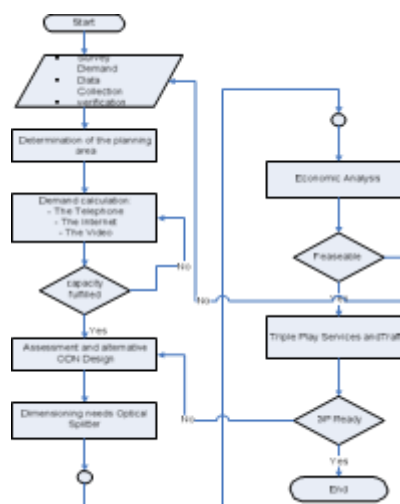 Start
Survey
Demand
Data
Collection
verification
Determination of the planning
area
Demand calculation:
- The Telephone
- The Internet
- The Video
No
capacity
fulfilled
Yes
Assessment and alternative
Design
Dimensioning needs Optical
Splitter
Economic Analysis
Feaseable
No
Yes
Triple Play Services andTraf
No
3P Ready
Yes
End